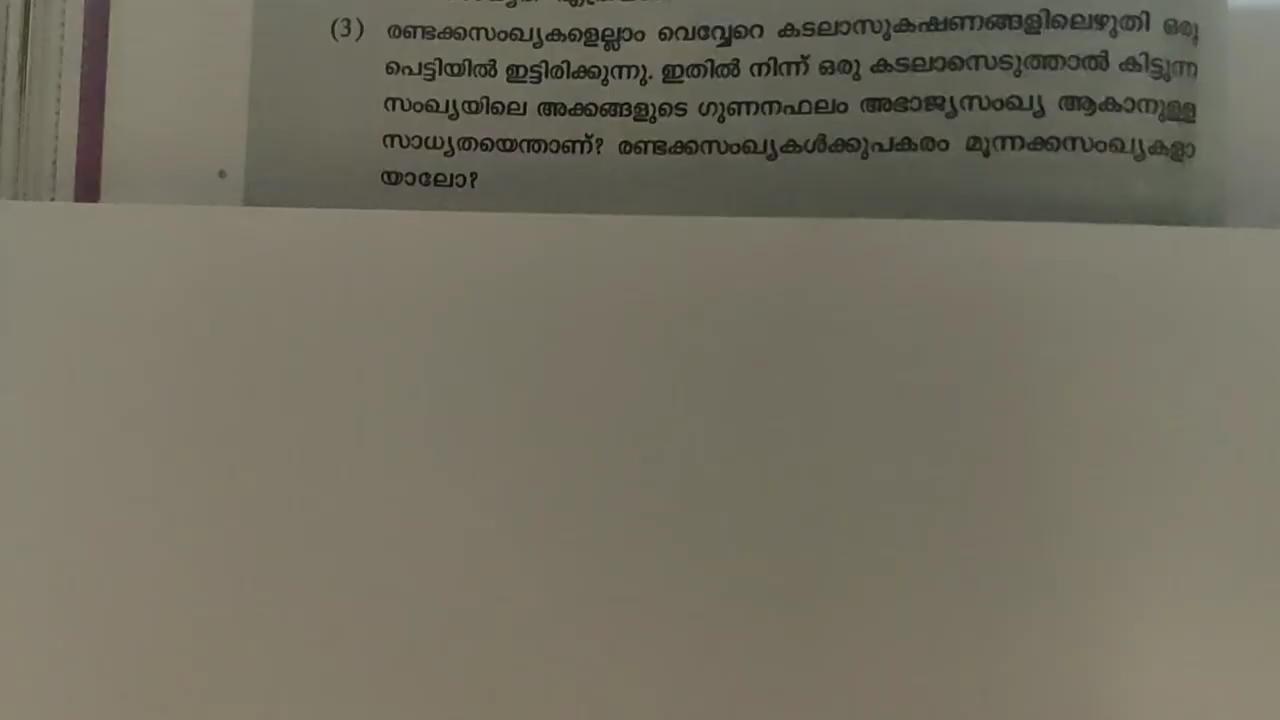 (3) രണ്ടക്കസംഖ്യകളെല്ലാം വെവ്വേറെ കടലാസുകഷണങ്ങളിലെഴുതി ഒരു
പെട്ടിയിൽ ഇട്ടിരിക്കുന്നു. ഇതിൽ നിന്ന് ഒരു കടലാസെടുത്താൽ കിട്ടുന്ന
സംഖ്യയിലെ അക്കങ്ങളുടെ ഗുണനഫലം അഭാജ്യസംഖ്യ ആകാനുള്ള
സാധ്യതയെന്താണ്? രണ്ടക്കസംഖ്യകൾക്കുപകരം മൂന്നക്കസംഖ്യകളാ
യാലോ?